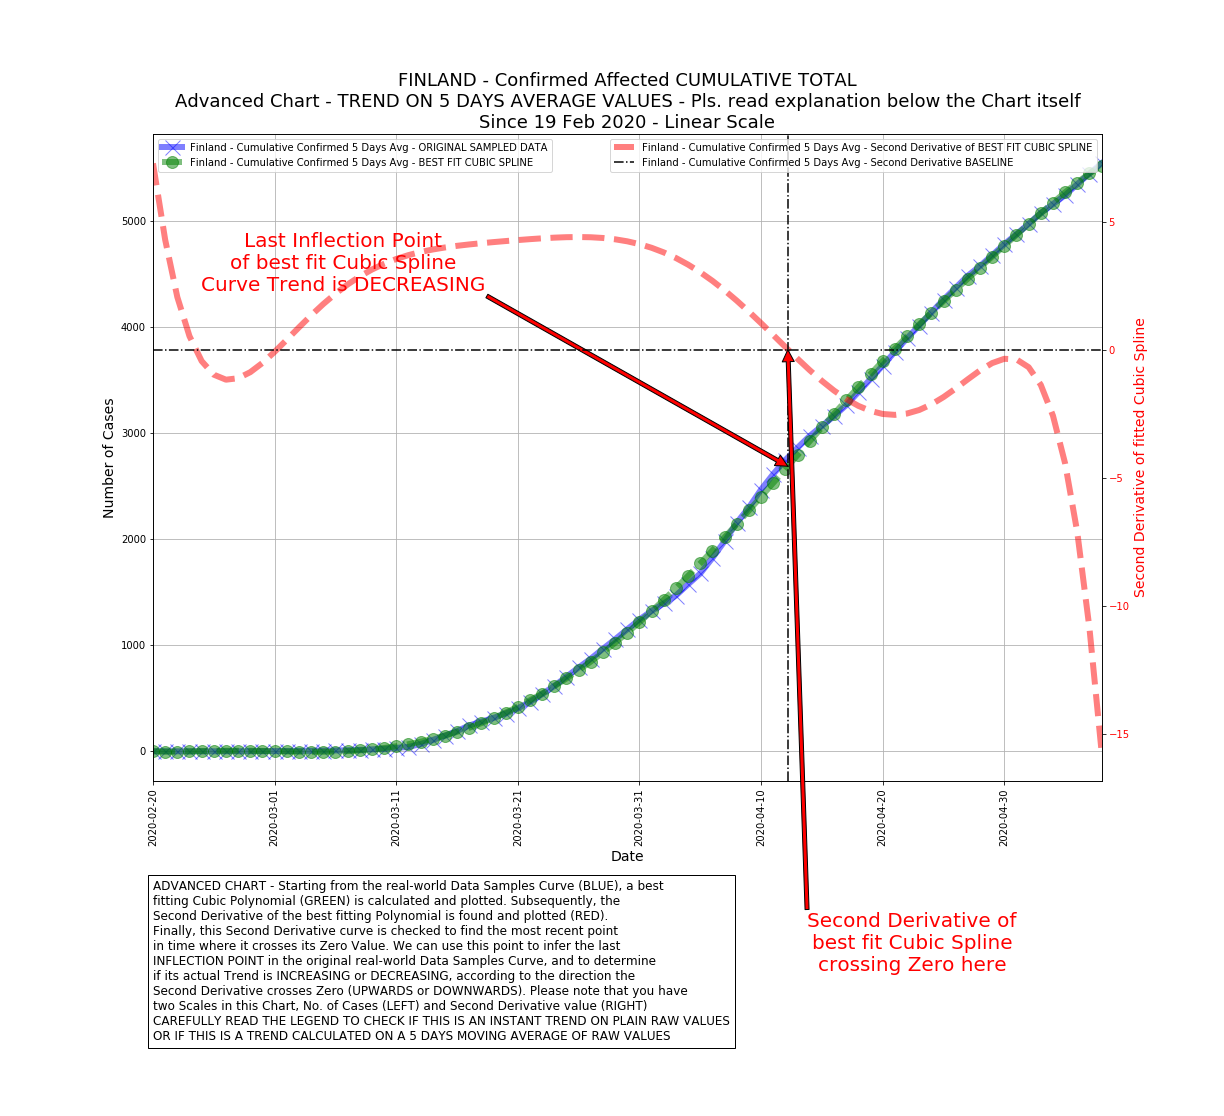 FINLAND - Confirmed Affected CUMULATIVE TOTAL
Advanced Chart - TREND ON 5 DAYS AVERAGE VALUES - Pls. read explanation below the Chart itself
Since 19 Feb 2020 - Linear Scale
Finland - Cumulative Confirmed 5 Days Avg - ORIGINAL SAMPLED DATA
Finland - Cumulative Confirmed 5 Days Avg - BEST FIT CUBIC SPLINE
Finland - Cumulative Confirmed 5 Days Avg - Second Derivative of BEST FIT CUBIC SPLINE
Finland - Cumulative Confirmed 5 Days Avg - Second Derivative BASELINE
Last Inflection Point
of best fit Cubic Spline
Curve Trend is DECREASING
Number of Cases
5000
4000
3000
2000
1000
0
Second Derivative of fitted Cubic Spline
5
0
−5
−10
−15
2020-02-20
2020-03-01
2020-03-11
2020-03-21
2020-03-31
2020-04-10
2020-04-20
2020-04-30
Date
Second Derivative of
best fit Cubic Spline
crossing Zero here
ADVANCED CHART - Starting from the real-world Data Samples Curve (BLUE), a best
fitting Cubic Polynomial (GREEN) is calculated and plotted. Subsequently, the
Second Derivative of the best fitting Polynomial is found and plotted (RED).
Finally, this Second Derivative curve is checked to find the most recent point
in time where it crosses its Zero Value. We can use this point to infer the last
INFLECTION POINT in the original real-world Data Samples Curve, and to determine
if its actual Trend is INCREASING or DECREASING, according to the direction the
Second Derivative crosses Zero (UPWARDS or DOWNWARDS). Please note that you have
two Scales in this Chart, No. of Cases (LEFT) and Second Derivative value (RIGHT)
CAREFULLY READ THE LEGEND TO CHECK IF THIS IS AN INSTANT TREND ON PLAIN RAW VALUES
OR IF THIS IS A TREND CALCULATED ON A 5 DAYS MOVING AVERAGE OF RAW VALUES